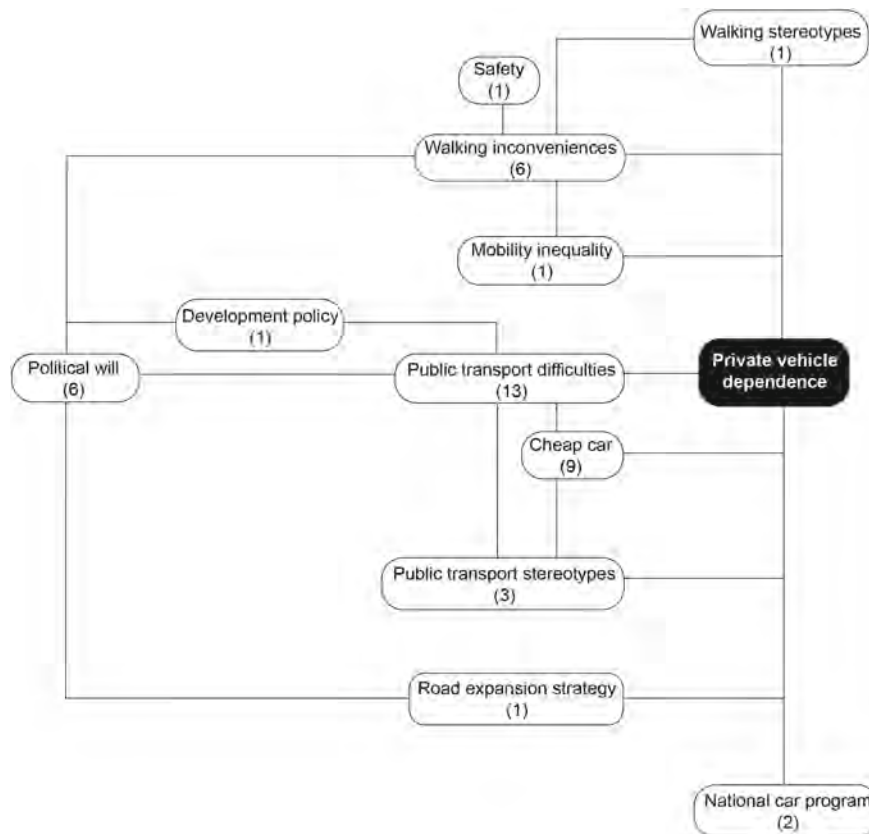 Walking stereotypes
(1)
Safety
(1)
Walking inconveniences
(6)
Mobility inequality
(1)
Development policy
(1)
Political will
(6)
Public transport difficulties
(13)
Private vehicle
dependence
Cheap car
(9)
Public transport stereotypes
(3)
Road expansion strategy
(1)
National car program
(2)